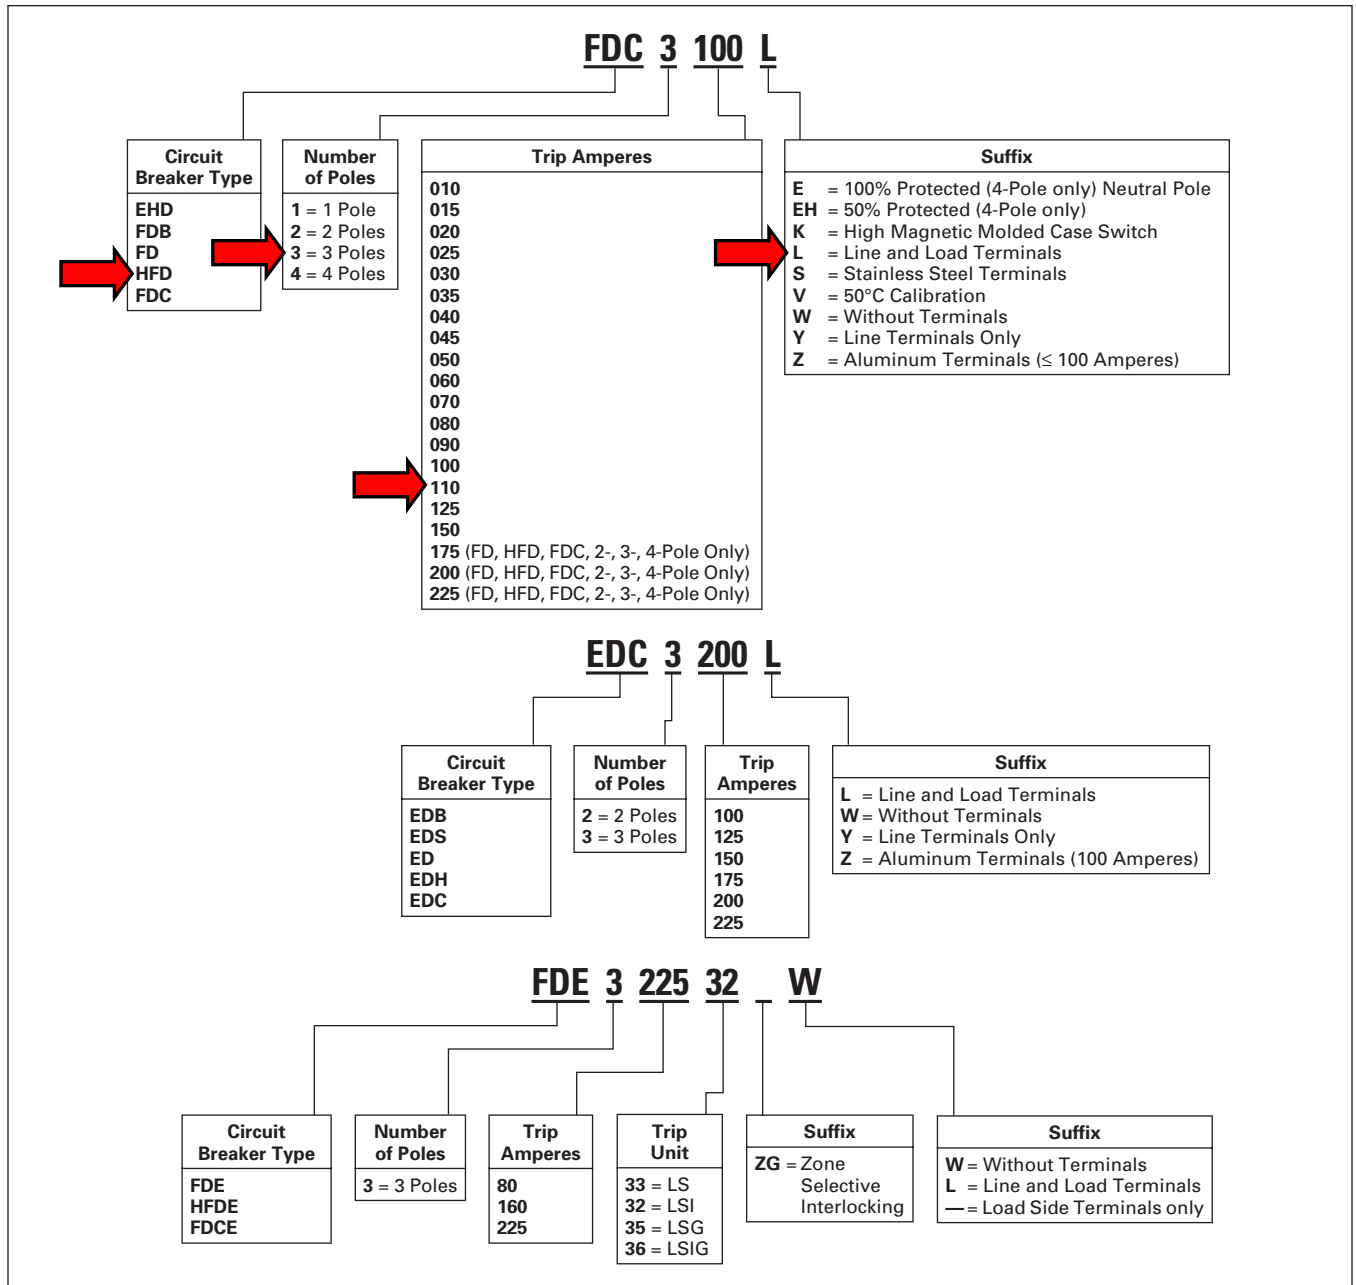 FDC 3 100 L
Circuit
Breaker Type
EHD
FDB
FD
HFD
FDC
Number
of Poles
1 = 1 Pole
2 = 2 Poles
3 = 3 Poles
4 = 4 Poles
Trip Amperes
010
015
020
025
030
035
040
045
050
060
070
080
090
100
110
125
150
175 (FD, HFD, FDC, 2-, 3-, 4-Pole Only)
200 (FD, HFD, FDC, 2-, 3-, 4-Pole Only)
225 (FD, HFD, FDC, 2-, 3-, 4-Pole Only)
Suffix
E = 100% Protected (4-Pole only) Neutral Pole
EH = 50% Protected (4-Pole only)
K = High Magnetic Molded Case Switch
L = Line and Load Terminals
S = Stainless Steel Terminals
V = 50°C Calibration
W = Without Terminals
Y = Line Terminals Only
Z = Aluminum Terminals (≤ 100 Amperes)
EDC 3 200 L
Circuit
Breaker Type
EDB
EDS
ED
EDH
EDC
Number
of Poles
2 = 2 Poles
3 = 3 Poles
Trip
Amperes
100
125
150
175
200
225
Suffix
L = Line and Load Terminals
W = Without Terminals
Y = Line Terminals Only
Z = Aluminum Terminals (100 Amperes)
FDE 3 225 32 _ W
Circuit
Breaker Type
FDE
HFDE
FDCE
Number
of Poles
3 = 3 Poles
Trip
Amperes
80
160
225
Trip
Unit
33 = LS
32 = LSI
35 = LSG
36 = LSIG
Suffix
ZG = Zone
Selective
Interlocking
Suffix
W = Without Terminals
L = Line and Load Terminals
— = Load Side Terminals only